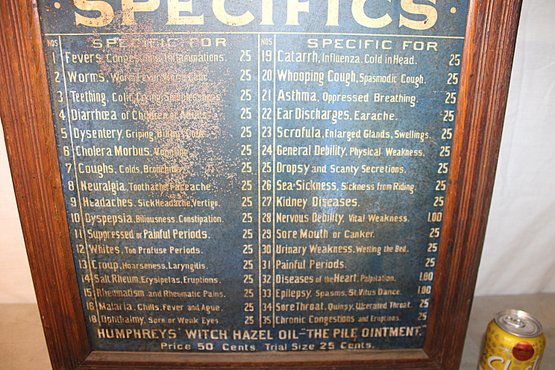 SPECIFICS
NOS SPECIFIC FOR
1 Fevers, Congestions, Inflammations. 25
2 Worms, Worm Fever, Worm Colic. 25
3 Teething, Colic, Crying, 25
4 Diarrhœa of Children or Adults. 25
5 Dysentery, Griping, Bilious Colic. 25
6 Cholera Morbus, 25
7 Coughs, Colds, Bronchitis. 25
8 Neuralgia, Toothache, Faceache 25
9 Headaches, Sick Headache, Vertigo. 25
10 Dyspepsia, Biliousness, Constipation. 25
11 Suppressed or Painful Periods. 25
12 Whites, Too Profuse Periods. 25
13 Croup, Hoarseness, Laryngitis. 25
14 Salt Rheum, Erysipelas, Eruptions. 25
15 Rheumatism and Rheumatic Pains. 25
16 Malaria, Chills, Fever and Ague. 25
18 Ophthalmy, Sore or Weak Eyes. 25
NOS SPECIFIC FOR
19 Catarrh, Influenza, Cold in Head. 25
20 Whooping Cough, Spasmodic Cough. 25
21 Asthma, Oppressed Breathing. 25
22 Ear Discharges, Earache. 25
23 Scrofula, Enlarged Glands, Swellings. 25
24 General Debility, Physical Weakness. 25
25 Dropsy and Scanty Secretions. 25
26 Sea-Sickness, Sickness from Riding. 25
27 Kidney Diseases. 25
28 Nervous Debility, Vital Weakness. 1.00
29 Sore Mouth or Canker. 25
30 Urinary Weakness, Wetting the Bed. 25
31 Painful Periods. 25
32 Diseases of the Heart, Palpitation. 1.00
33 Epilepsy, Spasms, St. Vitus Dance. 1.00
34 Sore Throat, Quinsy, Ulcerated Throat. 25
35 Chronic Congestions and Eruptions. 25
HUMPHREYS' WITCH HAZEL OIL-"THE PILE OINTMENT."
Price 50 Cents. Trial Size 25 Cents.